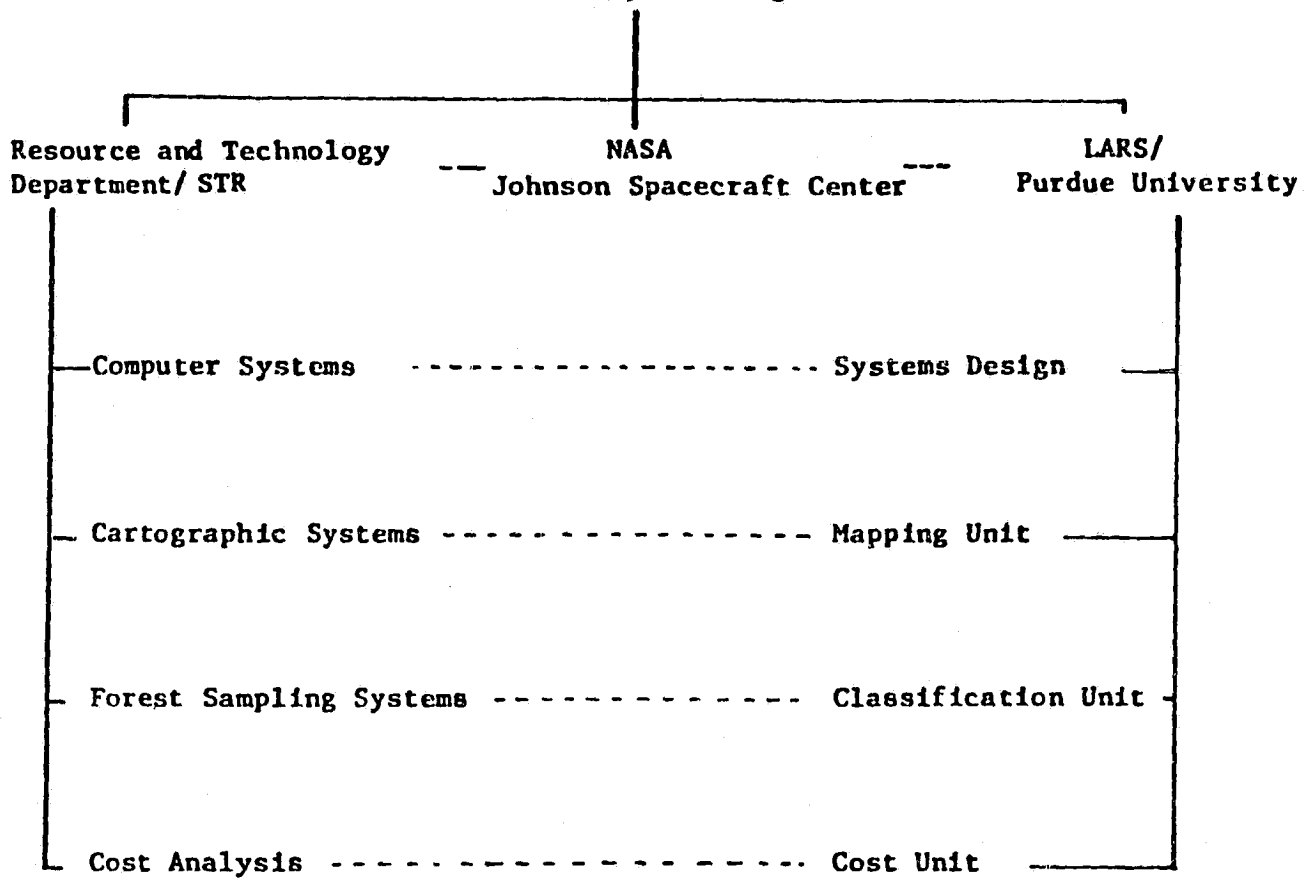 Resource and Technology
Department/ STR
NASA
Johnson Spacecraft Center
LARS/
Purdue University
Computer Systems
Systems Design
Cartographic Systems
Mapping Unit
Forest Sampling Systems
Classification Unit
Cost Analysis
Cost Unit